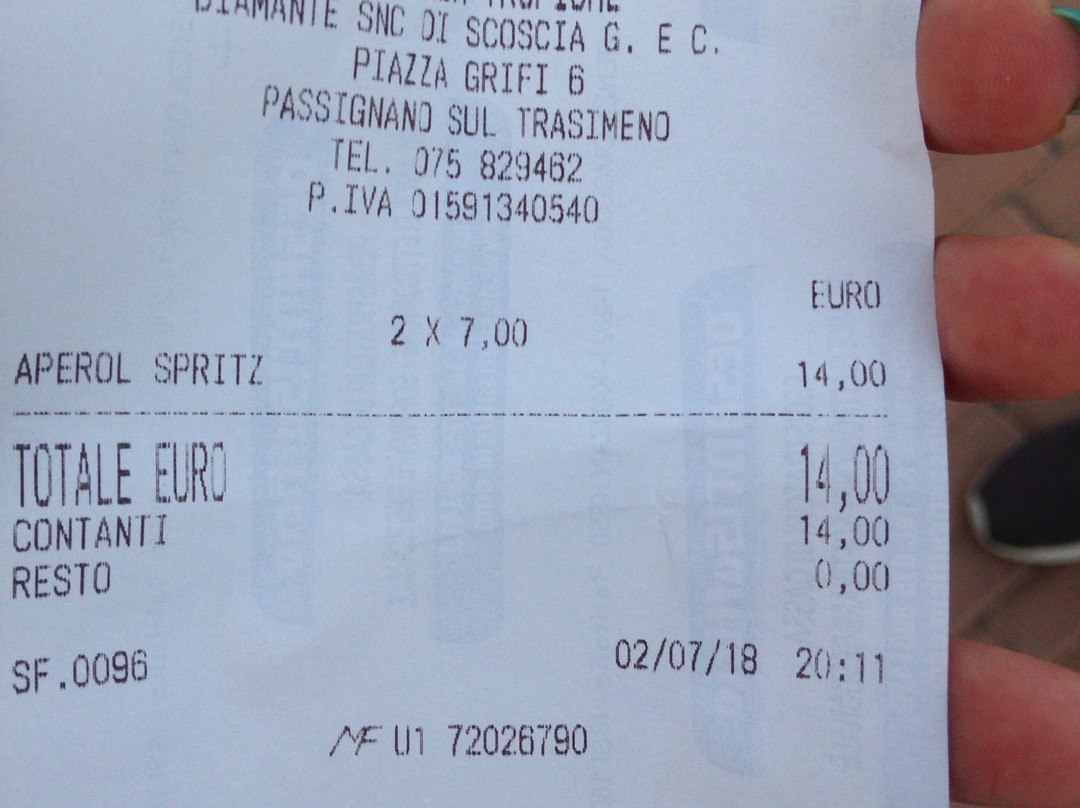 DIAMANTE SNC DI SCOSCIA G. E C.
PIAZZA GRIFI 6
PASSIGNANO SUL TRASIMENO
TEL. 075 829462
P.IVA 01591340540
EURO
2 X 7,00
APEROL SPRITZ 14,00
TOTALE EURO 14,00
CONTANTI 14,00
RESTO 0,00
SF.0096 02/07/18 20:11
MF U1 72026790